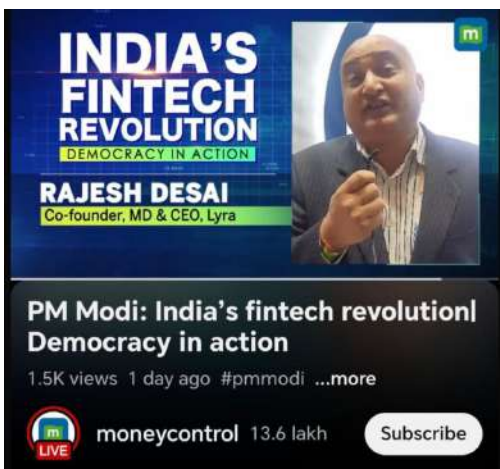 INDIA'S
FINTECH
REVOLUTION
DEMOCRACY IN ACTION
RAJESH DESAI
Co-founder, MD & CEO, Lyra
m
PM Modi: India's fintech revolution|
Democracy in action
1.5K views 1 day ago #pmmodi ...more
m
LIVE
moneycontrol 13.6 lakh Subscribe